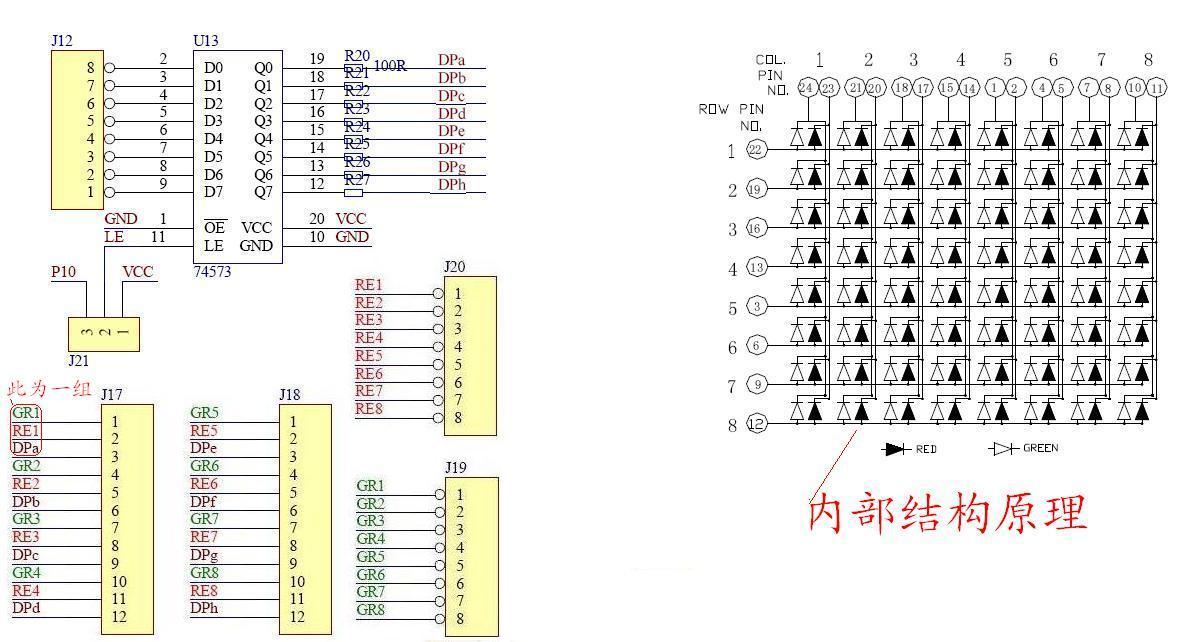 J12
8
7
6
5
4
3
2
1
2
3
4
5
6
7
8
9
GND 1
LE 11
U13
D0 Q0
D1 Q1
D2 Q2
D3 Q3
D4 Q4
D5 Q5
D6 Q6
D7 Q7
OE VCC
LE GND
74573
19 R20 100R DPa
18 R21 DPb
17 R22 DPc
16 R23 DPd
15 R24 DPe
14 R25 DPf
13 R26 DPg
12 R27 DPh
20 VCC
10 GND
P10 VCC
3 2 1
J21
J20
RE1 1
RE2 2
RE3 3
RE4 4
RE5 5
RE6 6
RE7 7
RE8 8
此为一组
J17
GR1 1
RE1 2
DPa 3
GR2 4
RE2 5
DPb 6
GR3 7
RE3 8
DPc 9
GR4 10
RE4 11
DPd 12
J18
GR5 1
RE5 2
DPe 3
GR6 4
RE6 5
DPf 6
GR7 7
RE7 8
DPg 9
GR8 10
RE8 11
DPh 12
J19
GR1 1
GR2 2
GR3 3
GR4 4
GR5 5
GR6 6
GR7 7
GR8 8
COL. 1 2 3 4 5 6 7 8
PIN
NO. 24 23 21 20 18 17 15 14 1 2 4 5 7 8 10 11
ROW PIN
NO.
1 22
2 19
3 16
4 13
5 3
6 6
7 9
8 12
RED GREEN
内部结构原理